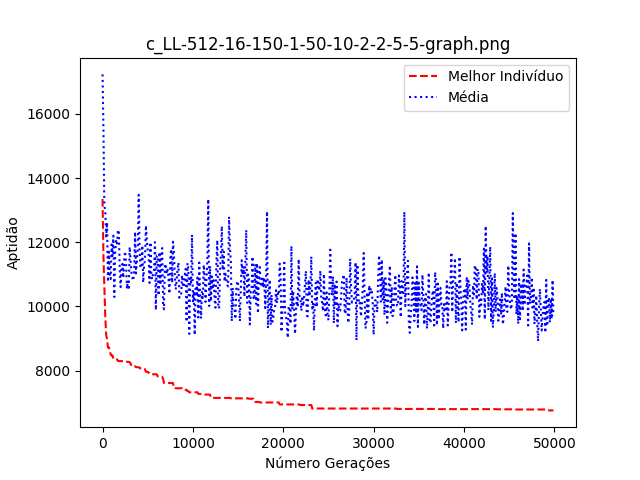 c_LL-512-16-150-1-50-10-2-2-5-5-graph.png
Melhor Indivíduo
Média
Aptidão
16000
14000
12000
10000
8000
0 10000 20000 30000 40000 50000
Número Gerações